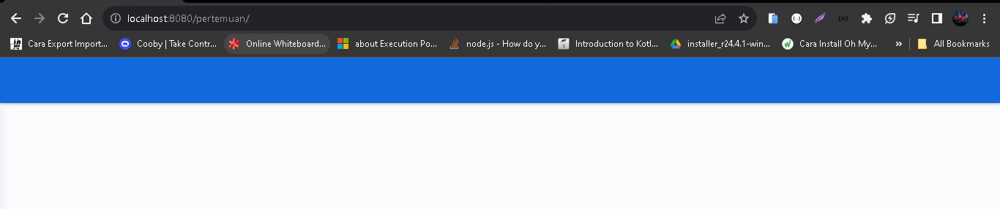 localhost:8080/pertemuan/
Cara Export Import... Cooby | Take Contr... Online Whiteboard... about Execution Po... node.js - How do y... Introduction to Kotl... installer_r24.4.1-win... Cara Install Oh My... » All Bookmarks